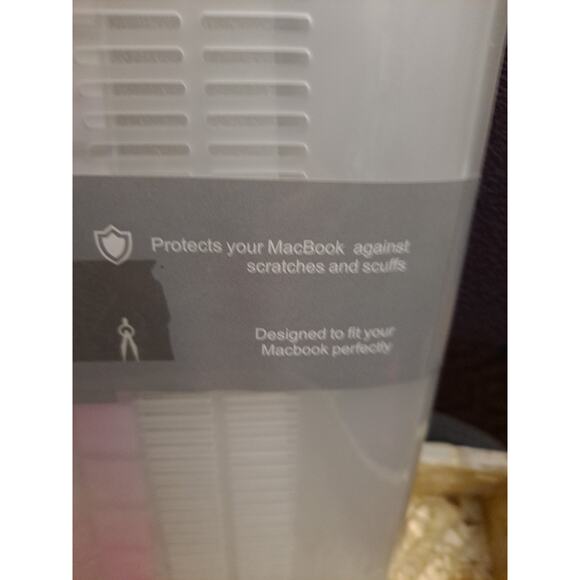 Protects your MacBook against
scratches and scuffs
Designed to fit your
Macbook perfectly